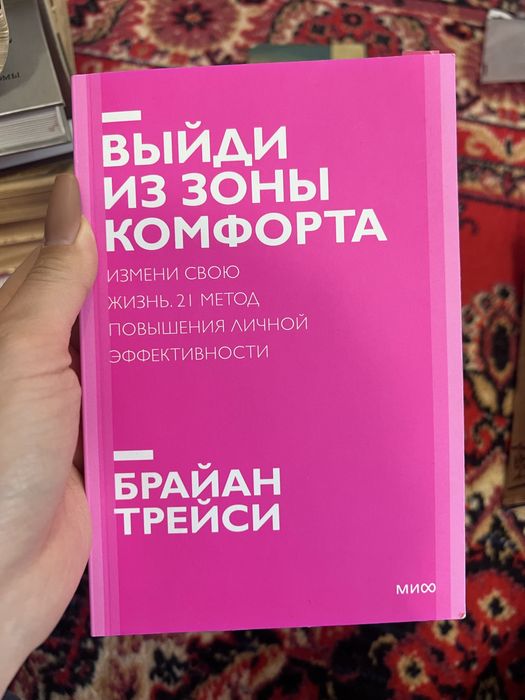 ВЫЙДИ
ИЗ ЗОНЫ
КОМФОРТА
ИЗМЕНИ СВОЮ
ЖИЗНЬ. 21 МЕТОД
ПОВЫШЕНИЯ ЛИЧНОЙ
ЭФФЕКТИВНОСТИ
БРАЙАН
ТРЕЙСИ
МИФ